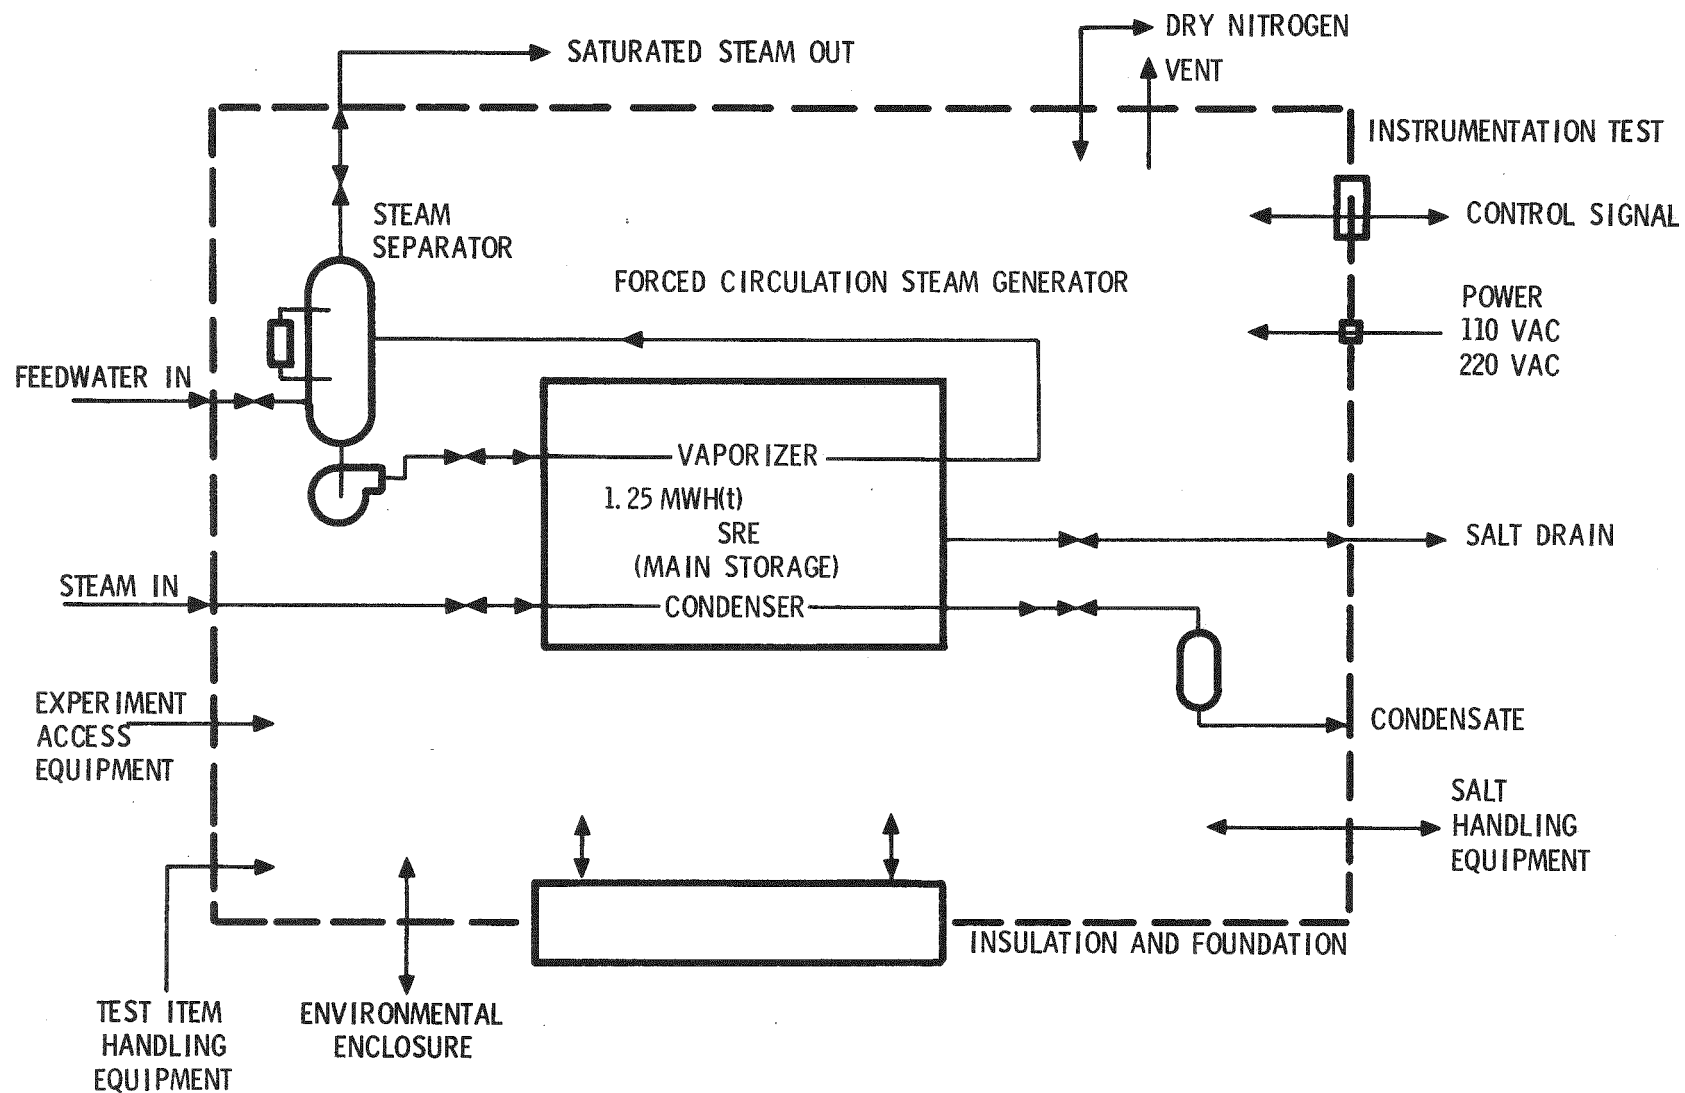 DRY NITROGEN
SATURATED STEAM OUT
VENT
INSTRUMENTATION TEST
STEAM
SEPARATOR
CONTROL SIGNAL
FORCED CIRCULATION STEAM GENERATOR
POWER
110 VAC
220 VAC
FEEDWATER IN
VAPORIZER
1.25 MWH(t)
SRE
(MAIN STORAGE)
SALT DRAIN
STEAM IN
CONDENSER
EXPERIMENT
ACCESS
EQUIPMENT
CONDENSATE
SALT
HANDLING
EQUIPMENT
INSULATION AND FOUNDATION
TEST ITEM
HANDLING
EQUIPMENT
ENVIRONMENTAL
ENCLOSURE